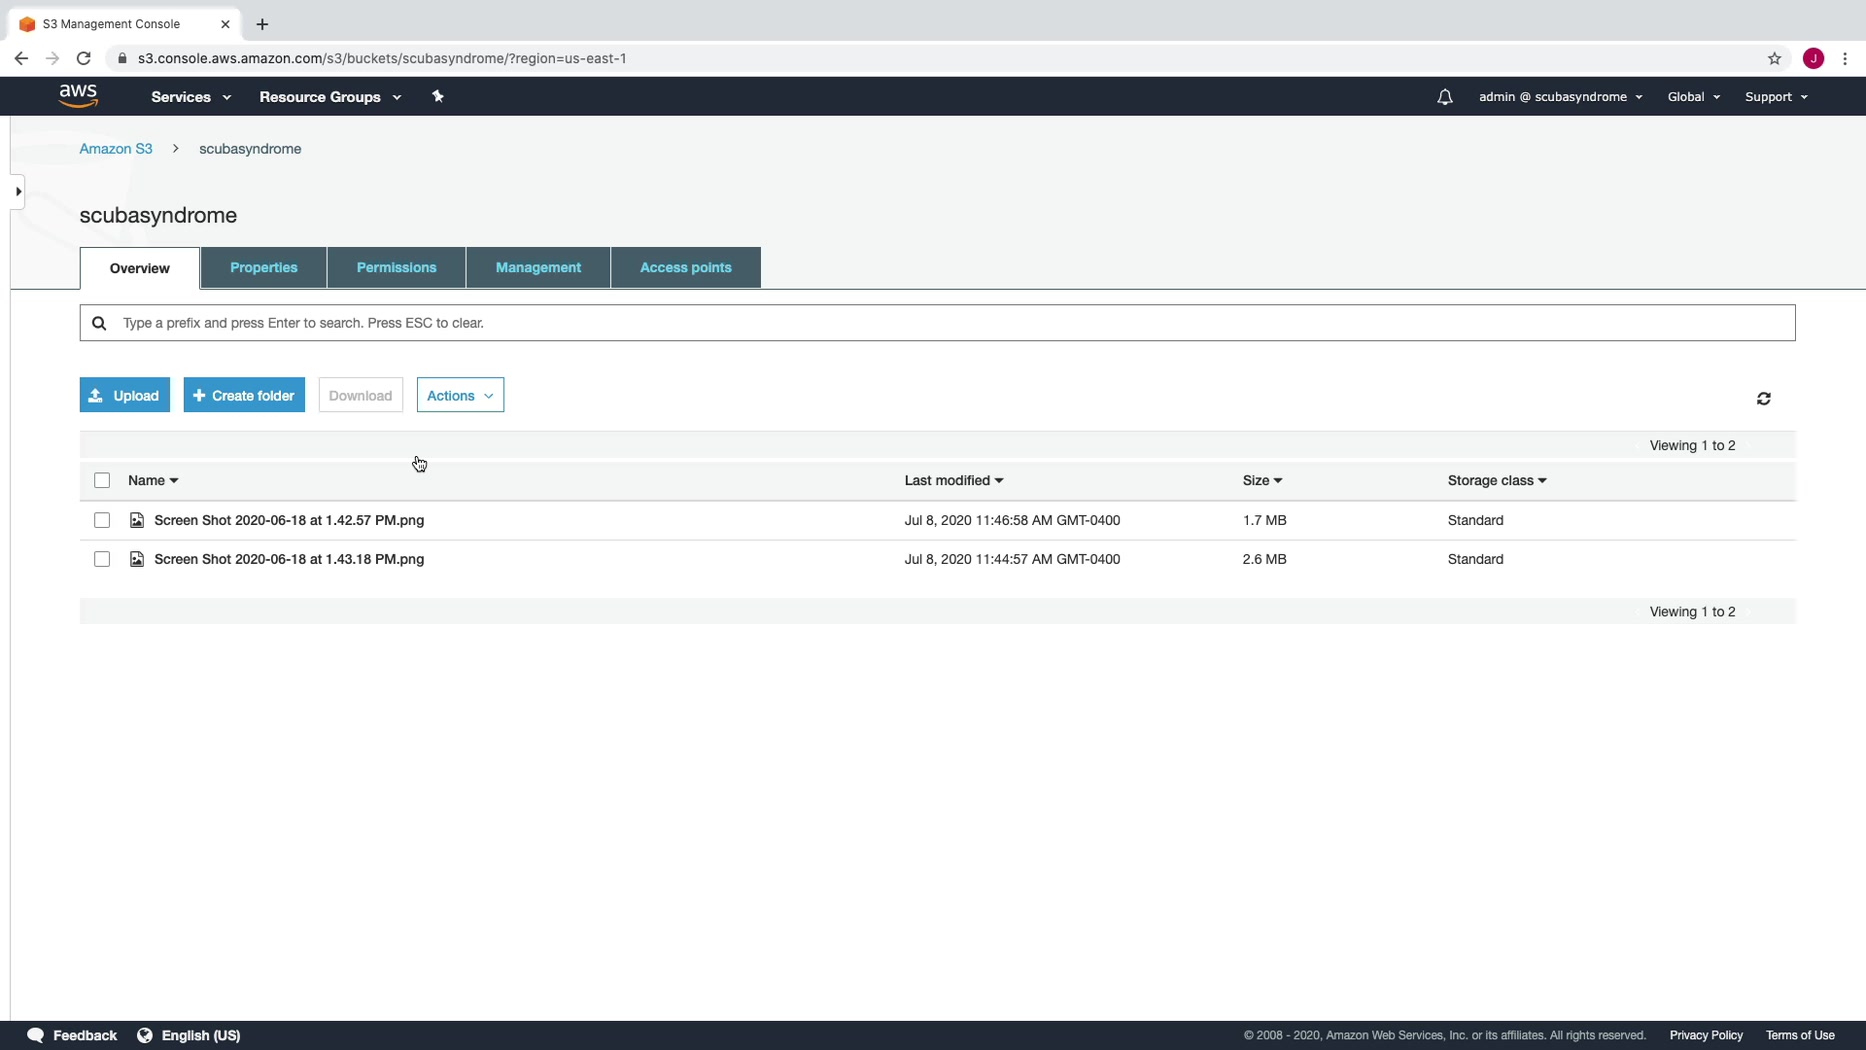 S3 Management Console
s3.console.aws.amazon.com/s3/buckets/scubasyndrome/?region=us-east-1
J
aws Services Resource Groups admin @ scubasyndrome Global Support
Amazon S3 > scubasyndrome
scubasyndrome
Overview Properties Permissions Management Access points
Type a prefix and press Enter to search. Press ESC to clear.
Upload + Create folder Download Actions
Viewing 1 to 2
Name Last modified Size Storage class
Screen Shot 2020-06-18 at 1.42.57 PM.png Jul 8, 2020 11:46:58 AM GMT-0400 1.7 MB Standard
Screen Shot 2020-06-18 at 1.43.18 PM.png Jul 8, 2020 11:44:57 AM GMT-0400 2.6 MB Standard
Viewing 1 to 2
Feedback English (US) © 2008 - 2020, Amazon Web Services, Inc. or its affiliates. All rights reserved. Privacy Policy Terms of Use